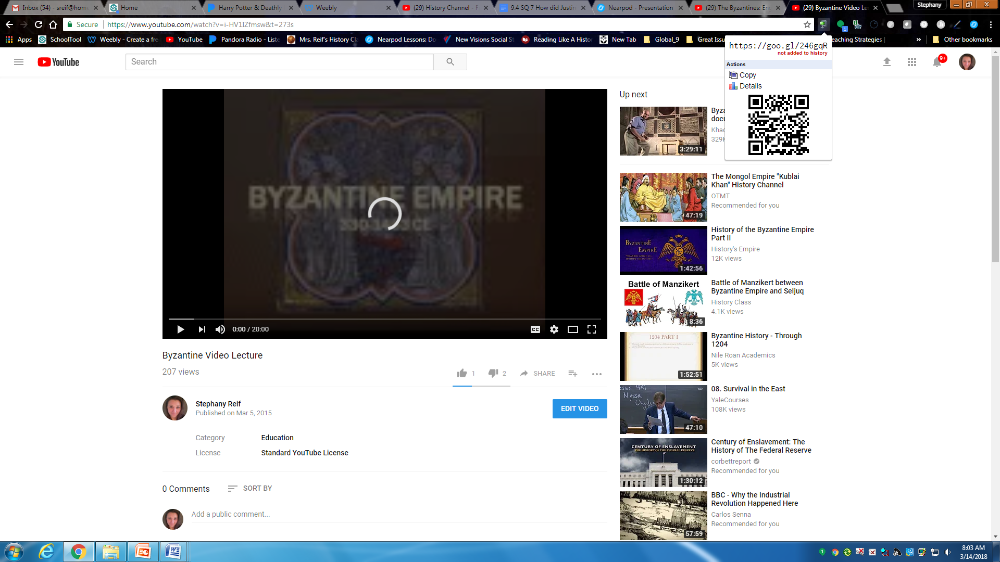 Inbox (54) - sreif@home
Home
Harry Potter & Deathly
Weebly
(29) History Channel - F
9.4 SQ 7 How did Justin
Nearpod - Presentation
(29) The Byzantines: Eng
(29) Byzantine Video Le
Stephany
Secure
https://www.youtube.com/watch?v=i-HV1IZfmsw&t=273s
1
Apps
SchoolTool
Weebly - Create a fre
YouTube
Pandora Radio - Liste
Mrs. Reif's History Cla
Nearpod Lessons: Do
New Visions Social St
Reading Like A Histor
New Tab
Global_9
Great Issu
eaching Strategies
»
Other bookmarks
https://goo.gl/246gqR
not added to history
Actions
Copy
Details
YouTube
Search
9+
BYZANTINE EMPIRE
0:00 / 20:00
CC
Byzantine Video Lecture
207 views
1
2
SHARE
Stephany Reif
Published on Mar 5, 2015
EDIT VIDEO
Category
Education
License
Standard YouTube License
0 Comments
SORT BY
Add a public comment...
Up next
Byza
docu
Khac
329K
3:29:11
The Mongol Empire "Kublai
Khan" History Channel
OTMT
Recommended for you
47:19
BYZANTINE
EMPIRE
History of the Byzantine Empire
Part II
History's Empire
12K views
1:42:56
Battle of Manzikert
Battle of Manzikert between
Byzantine Empire and Seljuq
History Class
4.1K views
8:36
1204 PART I
Byzantine History - Through
1204
Nile Roan Academics
5K views
1:52:51
Nyssa
Yale
08. Survival in the East
YaleCourses
108K views
47:10
CENTURY OF ENSLAVEMENT
THE HISTORY OF THE FEDERAL RESERVE
Century of Enslavement: The
History of The Federal Reserve
corbettreport
Recommended for you
1:30:12
BBC - Why the Industrial
Revolution Happened Here
Carlos Senna
Recommended for you
57:59
8:03 AM
3/14/2018